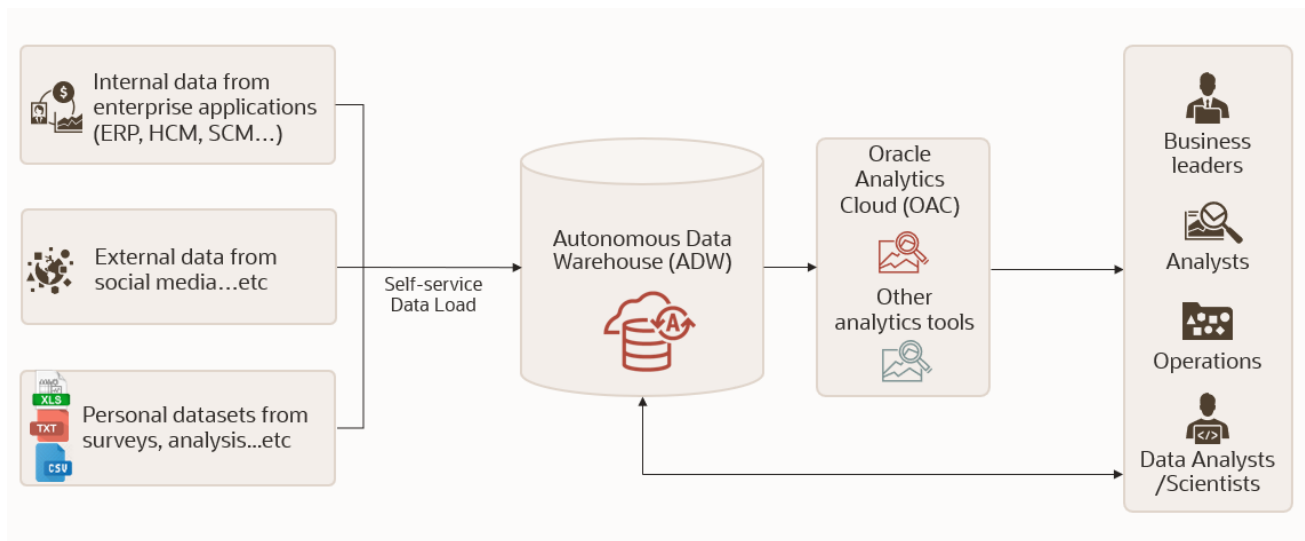 Internal data from
enterprise applications
(ERP, HCM, SCM...)
External data from
social media...etc
XLS
TXT
CSV
Personal datasets from
surveys, analysis...etc
Self-service
Data Load
Autonomous Data
Warehouse (ADW)
A
Oracle
Analytics
Cloud (OAC)
Other
analytics tools
Business
leaders
Analysts
Operations
</>
Data Analysts
/Scientists